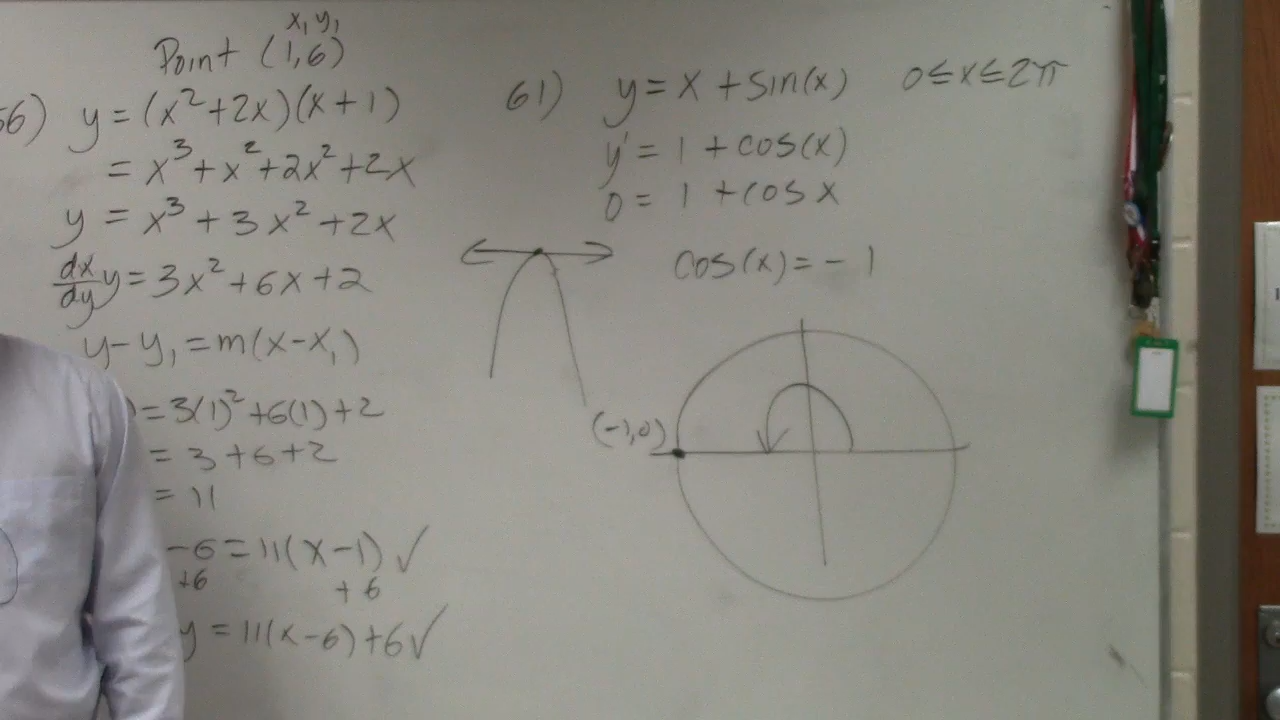 x₁ y₁
Point (1,6)
56) y = (x² + 2x)(x + 1)
= x³ + x² + 2x² + 2x
y = x³ + 3x² + 2x
dx/dy y = 3x² + 6x + 2
y - y₁ = m(x - x₁)
) = 3(1)² + 6(1) + 2
= 3 + 6 + 2
= 11
-6 = 11(x - 1) ✓
+6 +6
y = 11(x - 6) + 6 ✓
61) y = x + sin(x) 0 ≤ x ≤ 2π
y' = 1 + cos(x)
0 = 1 + cos x
cos(x) = -1
(-1,0)